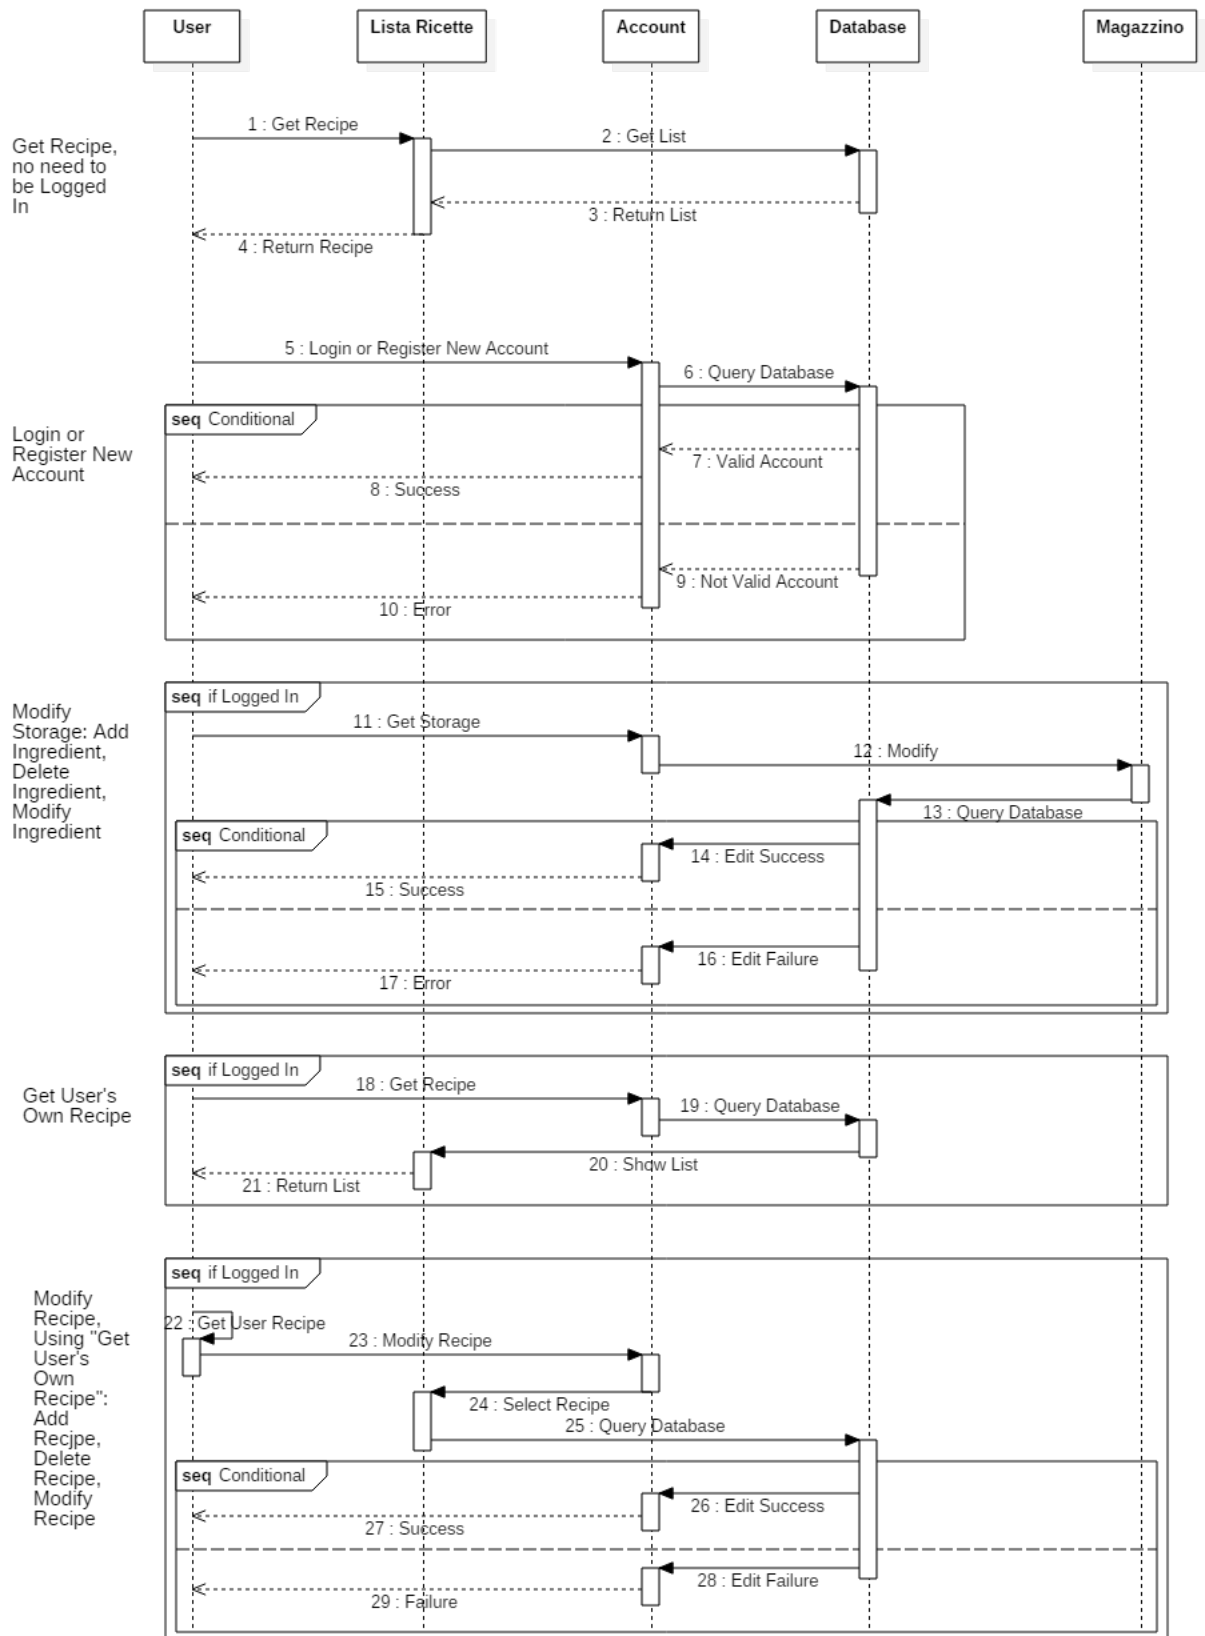 User
Lista Ricette
Account
Database
Magazzino
Get Recipe,
no need to
be Logged
In
1 : Get Recipe
2 : Get List
3 : Return List
4 : Return Recipe
5 : Login or Register New Account
6 : Query Database
Login or
Register New
Account
seq Conditional
7 : Valid Account
8 : Success
9 : Not Valid Account
10 : Error
Modify
Storage: Add
Ingredient,
Delete
Ingredient,
Modify
Ingredient
seq if Logged In
11 : Get Storage
12 : Modify
13 : Query Database
seq Conditional
14 : Edit Success
15 : Success
16 : Edit Failure
17 : Error
Get User's
Own Recipe
seq if Logged In
18 : Get Recipe
19 : Query Database
20 : Show List
21 : Return List
Modify
Recipe,
Using "Get
User's
Own
Recipe":
Add
Recjpe,
Delete
Recipe,
Modify
Recipe
seq if Logged In
22 : Get User Recipe
23 : Modify Recipe
24 : Select Recipe
25 : Query Database
seq Conditional
26 : Edit Success
27 : Success
28 : Edit Failure
29 : Failure